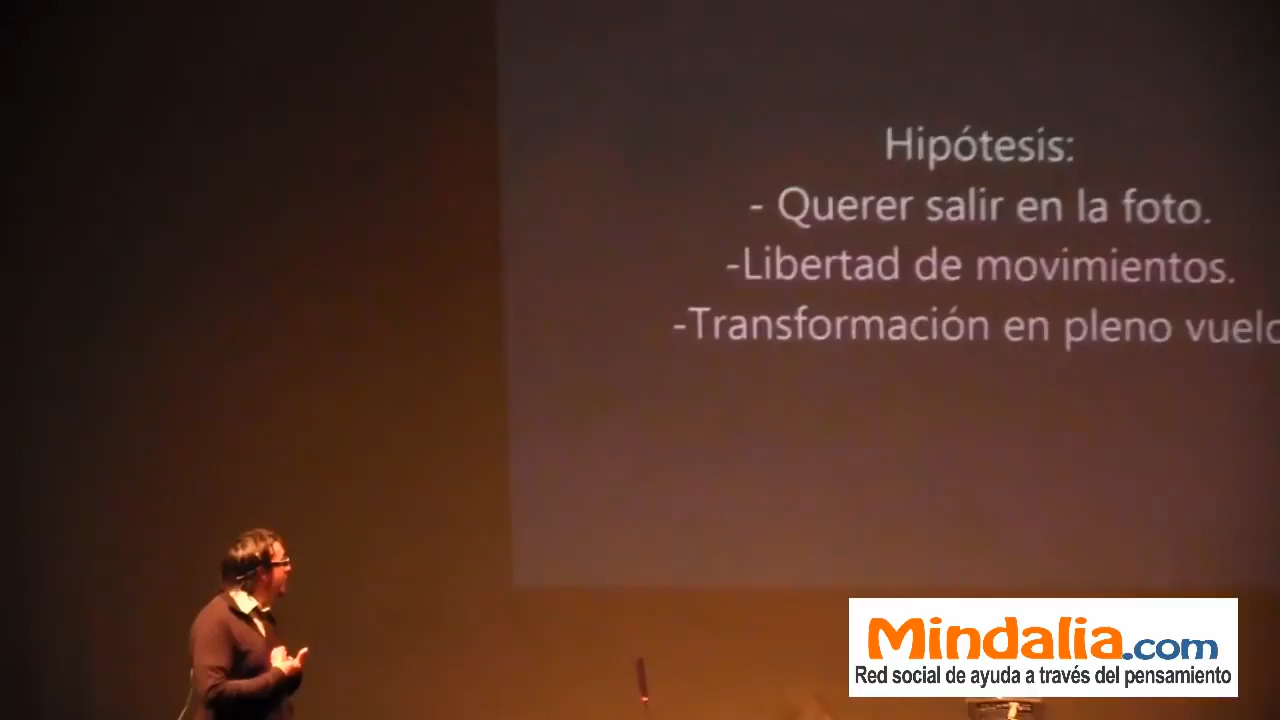 Hipótesis:
- Querer salir en la foto.
-Libertad de movimientos.
-Transformación en pleno vuelo
Mindalia.com
Red social de ayuda a través del pensamiento